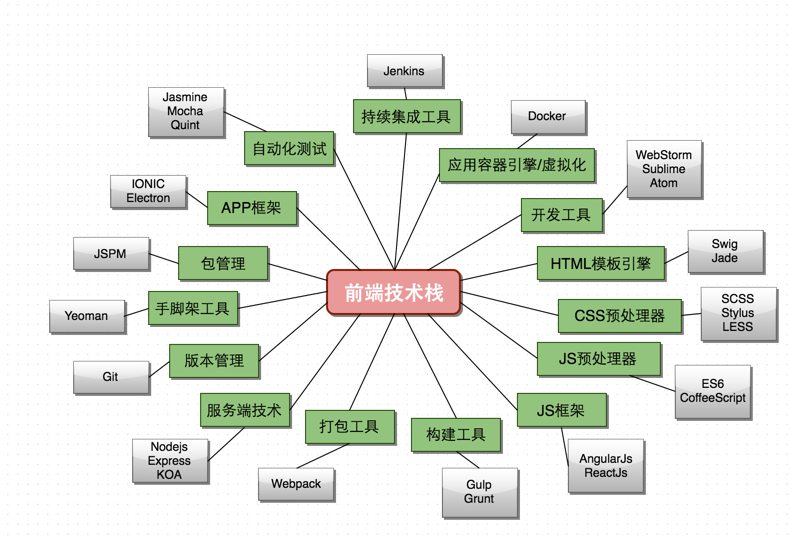 Jenkins
持续集成工具
Jasmine
Mocha
Quint
自动化测试
Docker
应用容器引擎/虚拟化
WebStorm
Sublime
Atom
开发工具
IONIC
Electron
APP框架
Swig
Jade
HTML模板引擎
JSPM
包管理
前端技术栈
SCSS
Stylus
LESS
CSS预处理器
Yeoman
手脚架工具
JS预处理器
ES6
CoffeeScript
Git
版本管理
服务端技术
Nodejs
Express
KOA
打包工具
Webpack
构建工具
Gulp
Grunt
JS框架
AngularJs
ReactJs